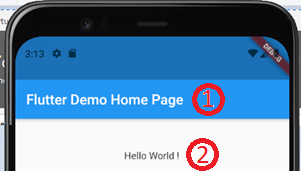 3:13
DEBUG
Flutter Demo Home Page 1
Hello World ! 2